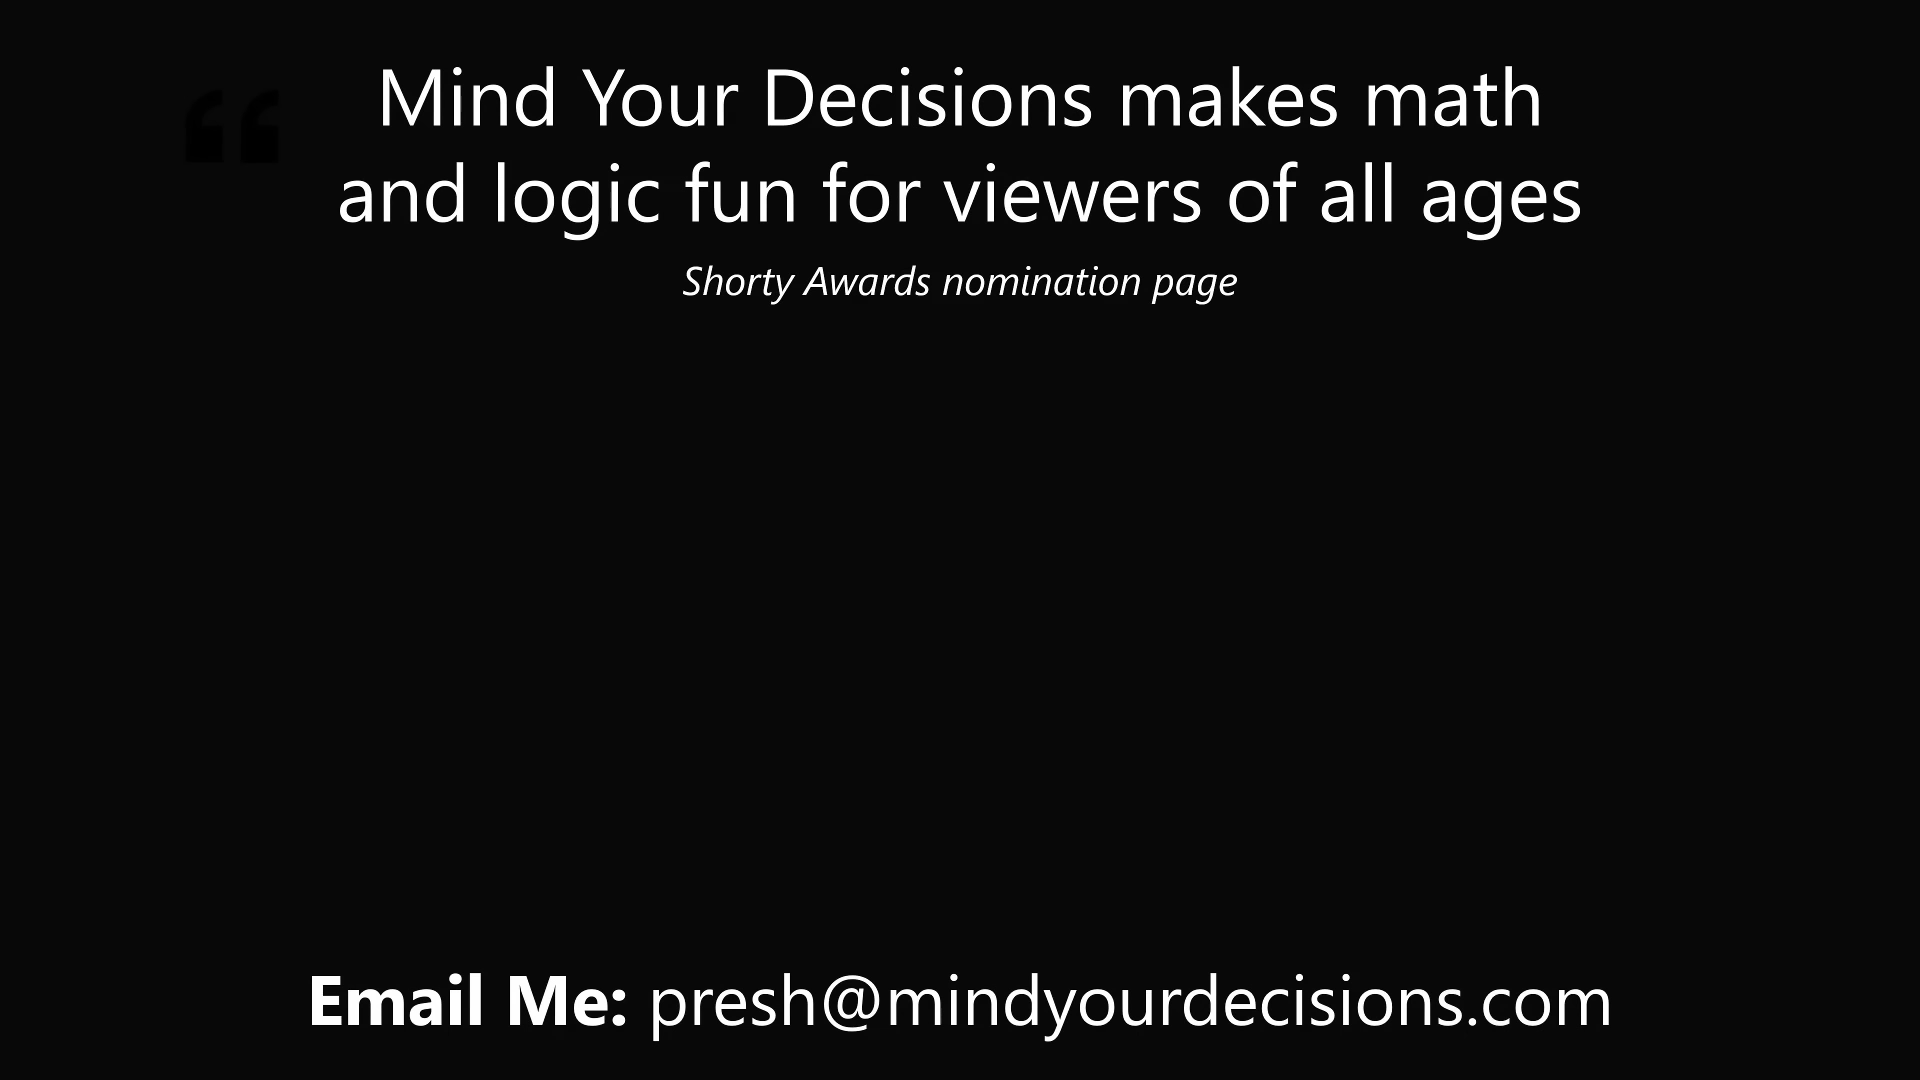 “
Mind Your Decisions makes math
and logic fun for viewers of all ages
Shorty Awards nomination page
Email Me: presh@mindyourdecisions.com